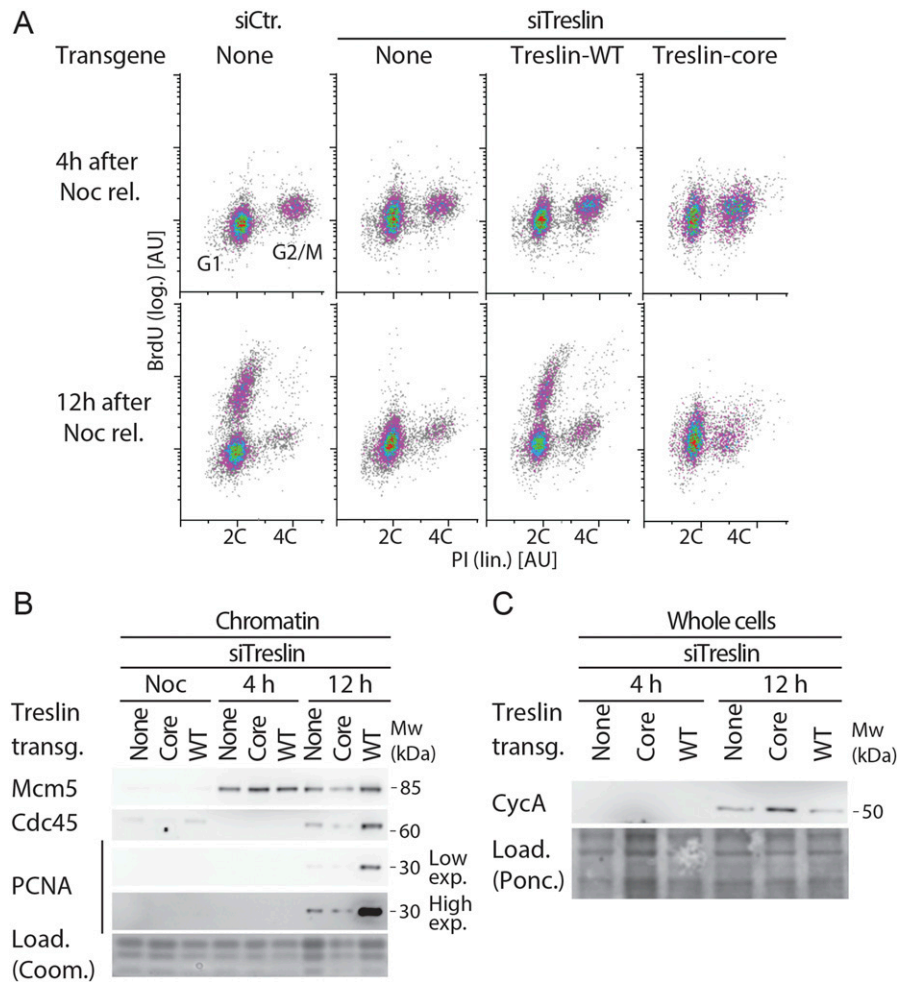 A
siCtr.
siTreslin
Transgene
None
None
Treslin-WT
Treslin-core
4h after
Noc rel.
G1
G2/M
BrdU (log.) [AU]
12h after
Noc rel.
2C 4C 2C 4C 2C 4C 2C 4C
PI (lin.) [AU]
B
Chromatin
siTreslin
Noc 4 h 12 h
Treslin
transg.
None Core WT None Core WT None Core WT
Mw
(kDa)
Mcm5
-85
Cdc45
60
PCNA
-30 Low
exp.
-30 High
exp.
Load.
(Coom.)
C
Whole cells
siTreslin
4 h 12 h
Treslin
transg.
None Core WT None Core WT
Mw
(kDa)
CycA
-50
Load.
(Ponc.)